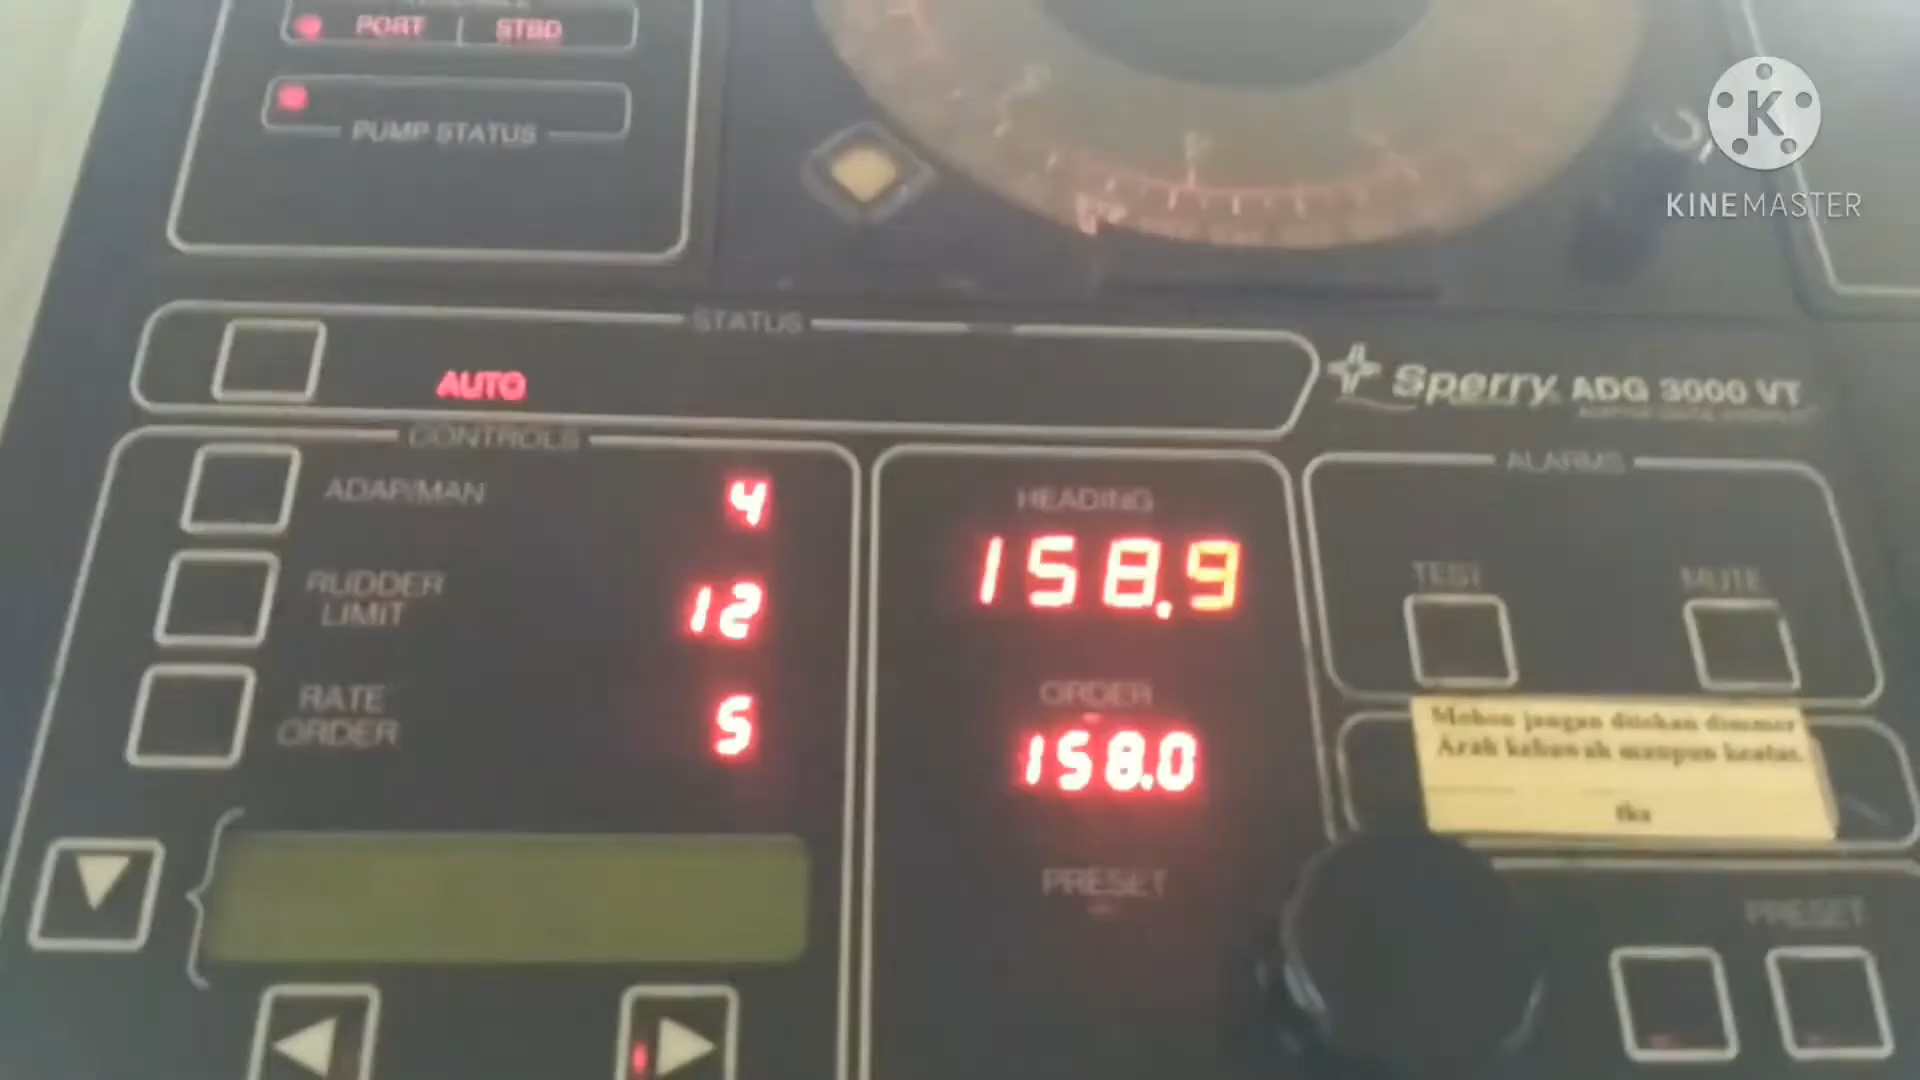 PORT STBD
PUMP STATUS
STATUS
AUTO
Sperry ADG 3000 VT
CONTROLS
ADAP/MAN 4
RUDDER
LIMIT 12
RATE
ORDER 5
HEADING
158.9
ORDER
158.0
PRESET
ALARMS
TEST MUTE
Mohon jangan ditekan dimmer
Arah kebawah maupun keatas.
tks
PRESET
K
KINEMASTER